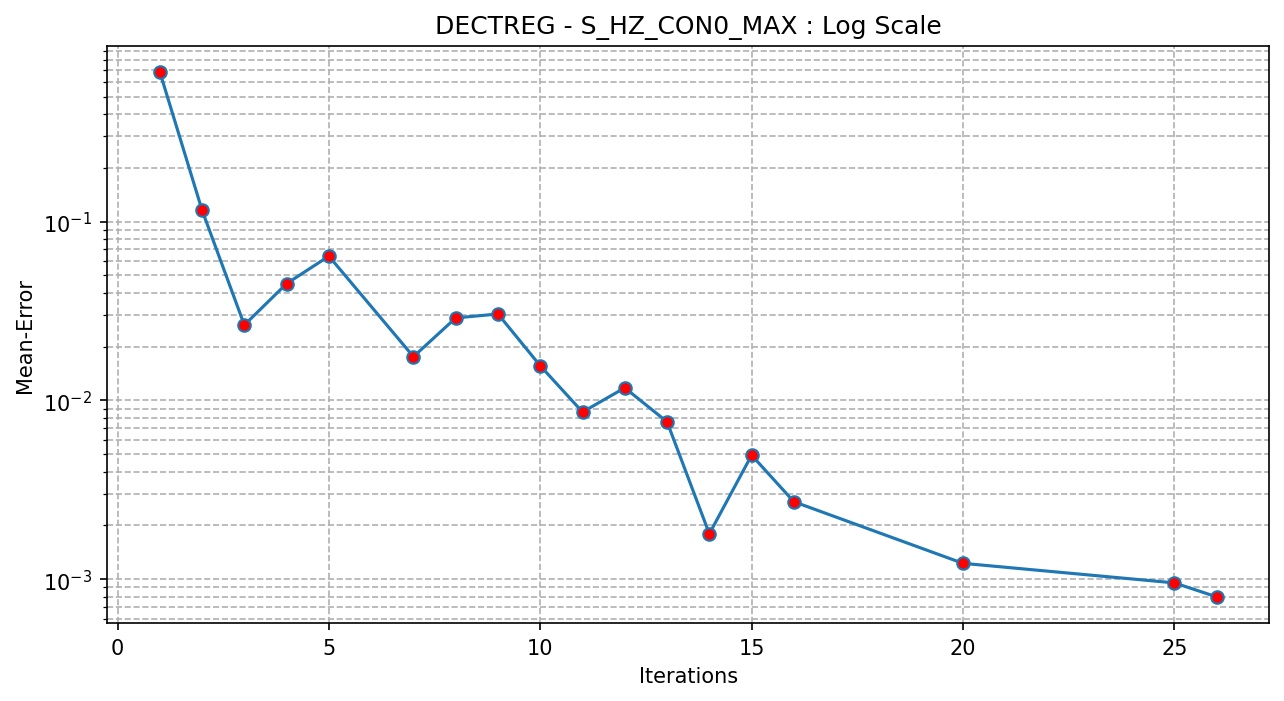 DECTREG - S_HZ_CON0_MAX : Log Scale
Mean-Error
10⁻¹
10⁻²
10⁻³
0 5 10 15 20 25
Iterations